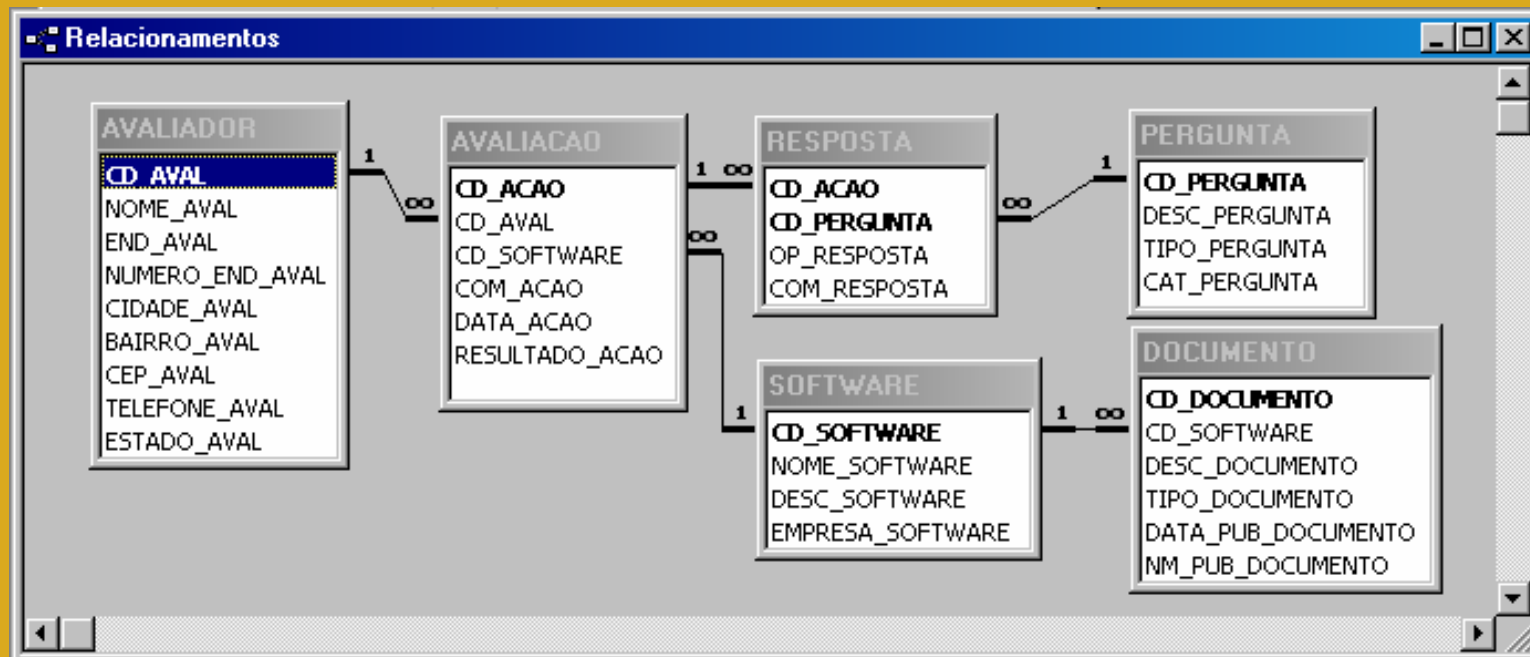 Relacionamentos
AVALIADOR
CD_AVAL
NOME_AVAL
END_AVAL
NUMERO_END_AVAL
CIDADE_AVAL
BAIRRO_AVAL
CEP_AVAL
TELEFONE_AVAL
ESTADO_AVAL
1
∞
AVALIACAO
CD_ACAO
CD_AVAL
CD_SOFTWARE
COM_ACAO
DATA_ACAO
RESULTADO_ACAO
1 ∞
∞
1
RESPOSTA
CD_ACAO
CD_PERGUNTA
OP_RESPOSTA
COM_RESPOSTA
∞
1
PERGUNTA
CD_PERGUNTA
DESC_PERGUNTA
TIPO_PERGUNTA
CAT_PERGUNTA
SOFTWARE
CD_SOFTWARE
NOME_SOFTWARE
DESC_SOFTWARE
EMPRESA_SOFTWARE
1 ∞
DOCUMENTO
CD_DOCUMENTO
CD_SOFTWARE
DESC_DOCUMENTO
TIPO_DOCUMENTO
DATA_PUB_DOCUMENTO
NM_PUB_DOCUMENTO